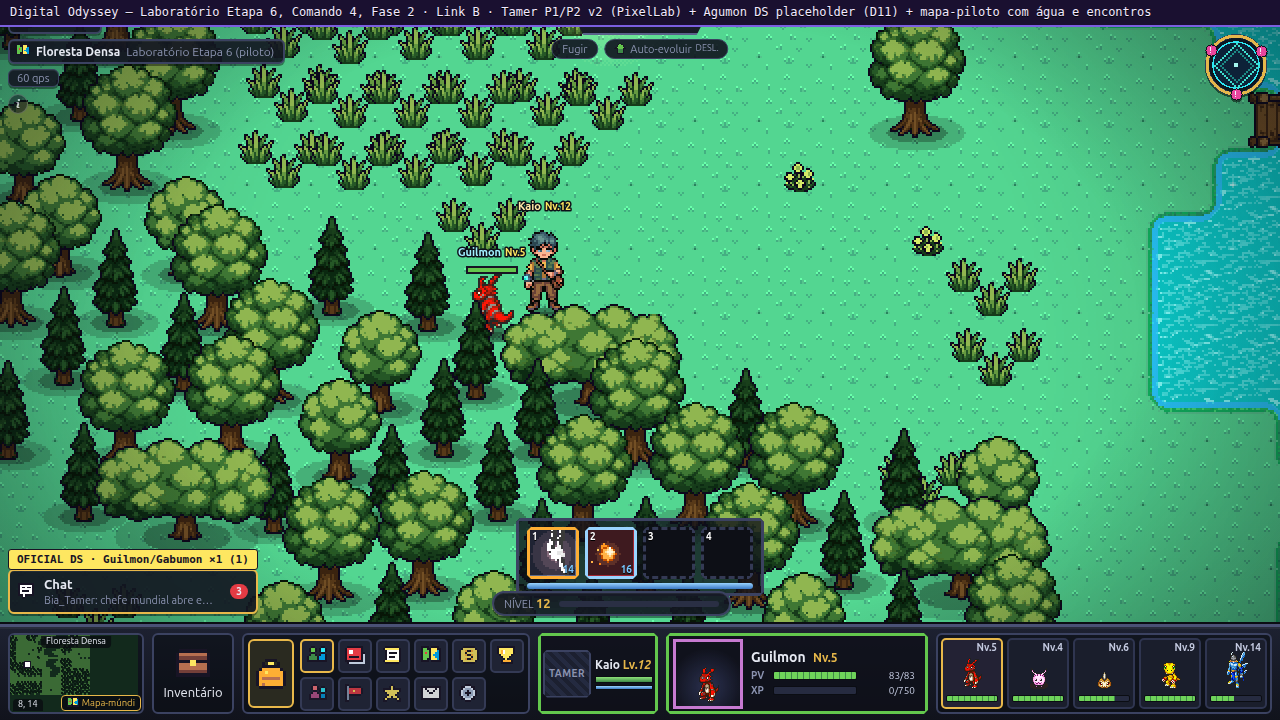 Digital Odyssey — Laboratório Etapa 6, Comando 4, Fase 2 · Link B · Tamer P1/P2 v2 (PixelLab) + Agumon DS placeholder (D11) + mapa-piloto com água e encontros
Floresta Densa Laboratório Etapa 6 (piloto)
Fugir
Auto-evoluir DESL.
60 qps
i
Kaio Nv.12
Guilmon Nv.5
OFICIAL DS · Guilmon/Gabumon ×1 (1)
Chat
Bia_Tamer: chefe mundial abre e...
3
1
14
2
16
3
4
NÍVEL 12
Floresta Densa
8, 14
Mapa-múndi
Inventário
TAMER
Kaio Lv.12
Guilmon Nv.5
PV 83/83
XP 0/750
Nv.5
Nv.4
Nv.6
Nv.9
Nv.14